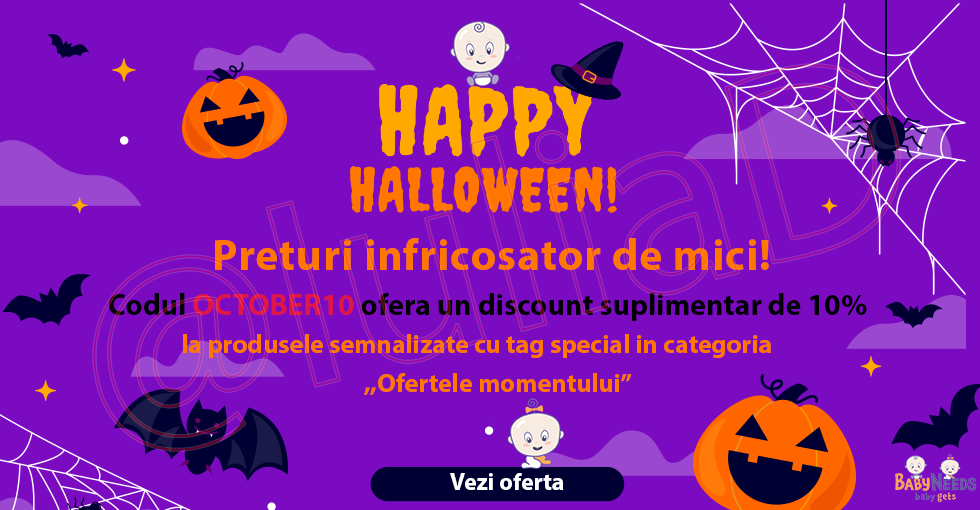 HAPPY
HALLOWEEN!
Preturi infricosator de mici!
Codul OCTOBER10 ofera un discount suplimentar de 10%
la produsele semnalizate cu tag special in categoria
,,Ofertele momentului”
Vezi oferta
BABYNEEDS
baby gets
@IuliaD